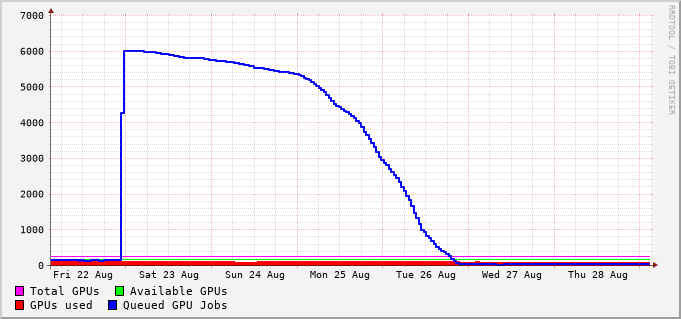 7000
6000
5000
4000
3000
2000
1000
0
Fri 22 Aug Sat 23 Aug Sun 24 Aug Mon 25 Aug Tue 26 Aug Wed 27 Aug Thu 28 Aug
Total GPUs Available GPUs
GPUs used Queued GPU Jobs
RRDTOOL / TOBI OETIKER